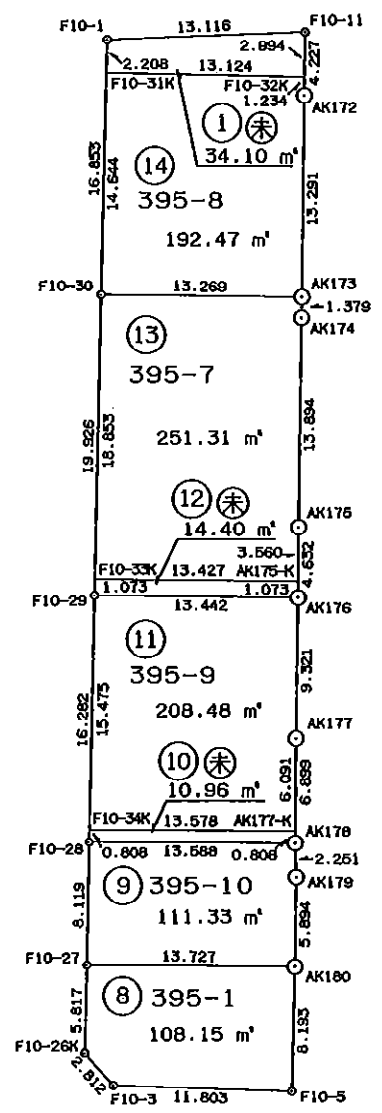 F10-1
13.116
F10-11
2.894
4.227
2.208
13.124
F10-31K
F10-32K
1.234
AK172
① ㊍
34.10 m²
16.853
14.644
⑭
395-8
192.47 m²
13.291
F10-30
13.269
AK173
1.379
AK174
⑬
395-7
251.31 m²
19.926
18.853
13.894
⑫ 未
14.40 m²
AK175
3.560
4.632
F10-33K
13.427
AK175-K
1.073
1.073
F10-29
13.442
AK176
⑪
395-9
208.48 m²
9.321
16.282
15.475
AK177
⑩ 未
10.96 m²
6.091
6.899
F10-34K
13.578
AK177-K
AK178
F10-28
0.808
13.588
0.808
2.251
⑨ 395-10
AK179
111.33 m²
8.119
5.894
F10-27
13.727
AK180
⑧ 395-1
108.15 m²
5.817
8.193
F10-26K
2.812
F10-3
11.803
F10-5